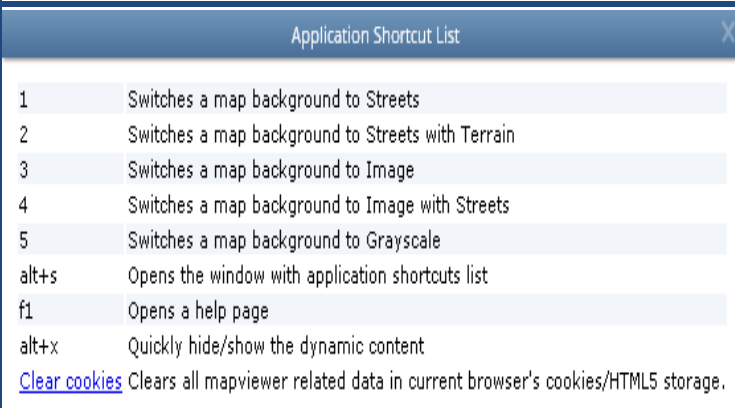 Application Shortcut List X
1 Switches a map background to Streets
2 Switches a map background to Streets with Terrain
3 Switches a map background to Image
4 Switches a map background to Image with Streets
5 Switches a map background to Grayscale
alt+s Opens the window with application shortcuts list
f1 Opens a help page
alt+x Quickly hide/show the dynamic content
Clear cookies Clears all mapviewer related data in current browser's cookies/HTML5 storage.